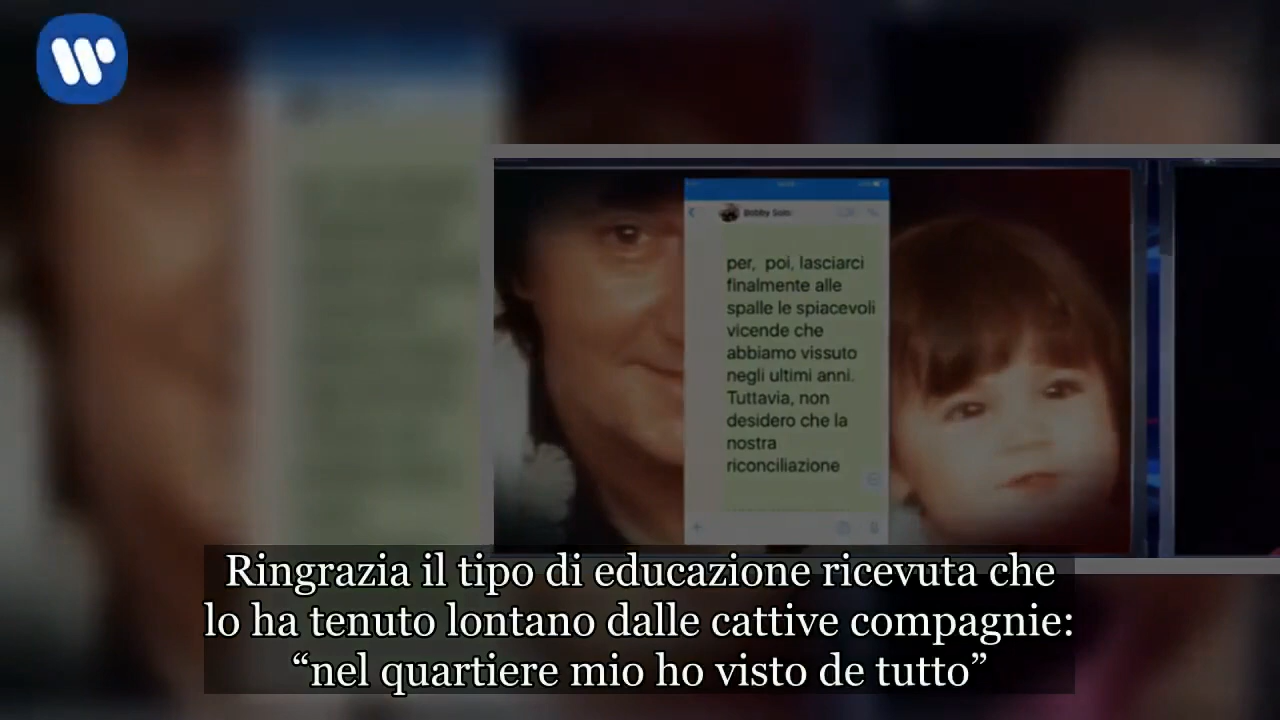 Bobby Solo
per, poi, lasciarci
finalmente alle
spalle le spiacevoli
vicende che
abbiamo vissuto
negli ultimi anni.
Tuttavia, non
desidero che la
nostra
riconciliazione
Ringrazia il tipo di educazione ricevuta che
lo ha tenuto lontano dalle cattive compagnie:
“nel quartiere mio ho visto de tutto”